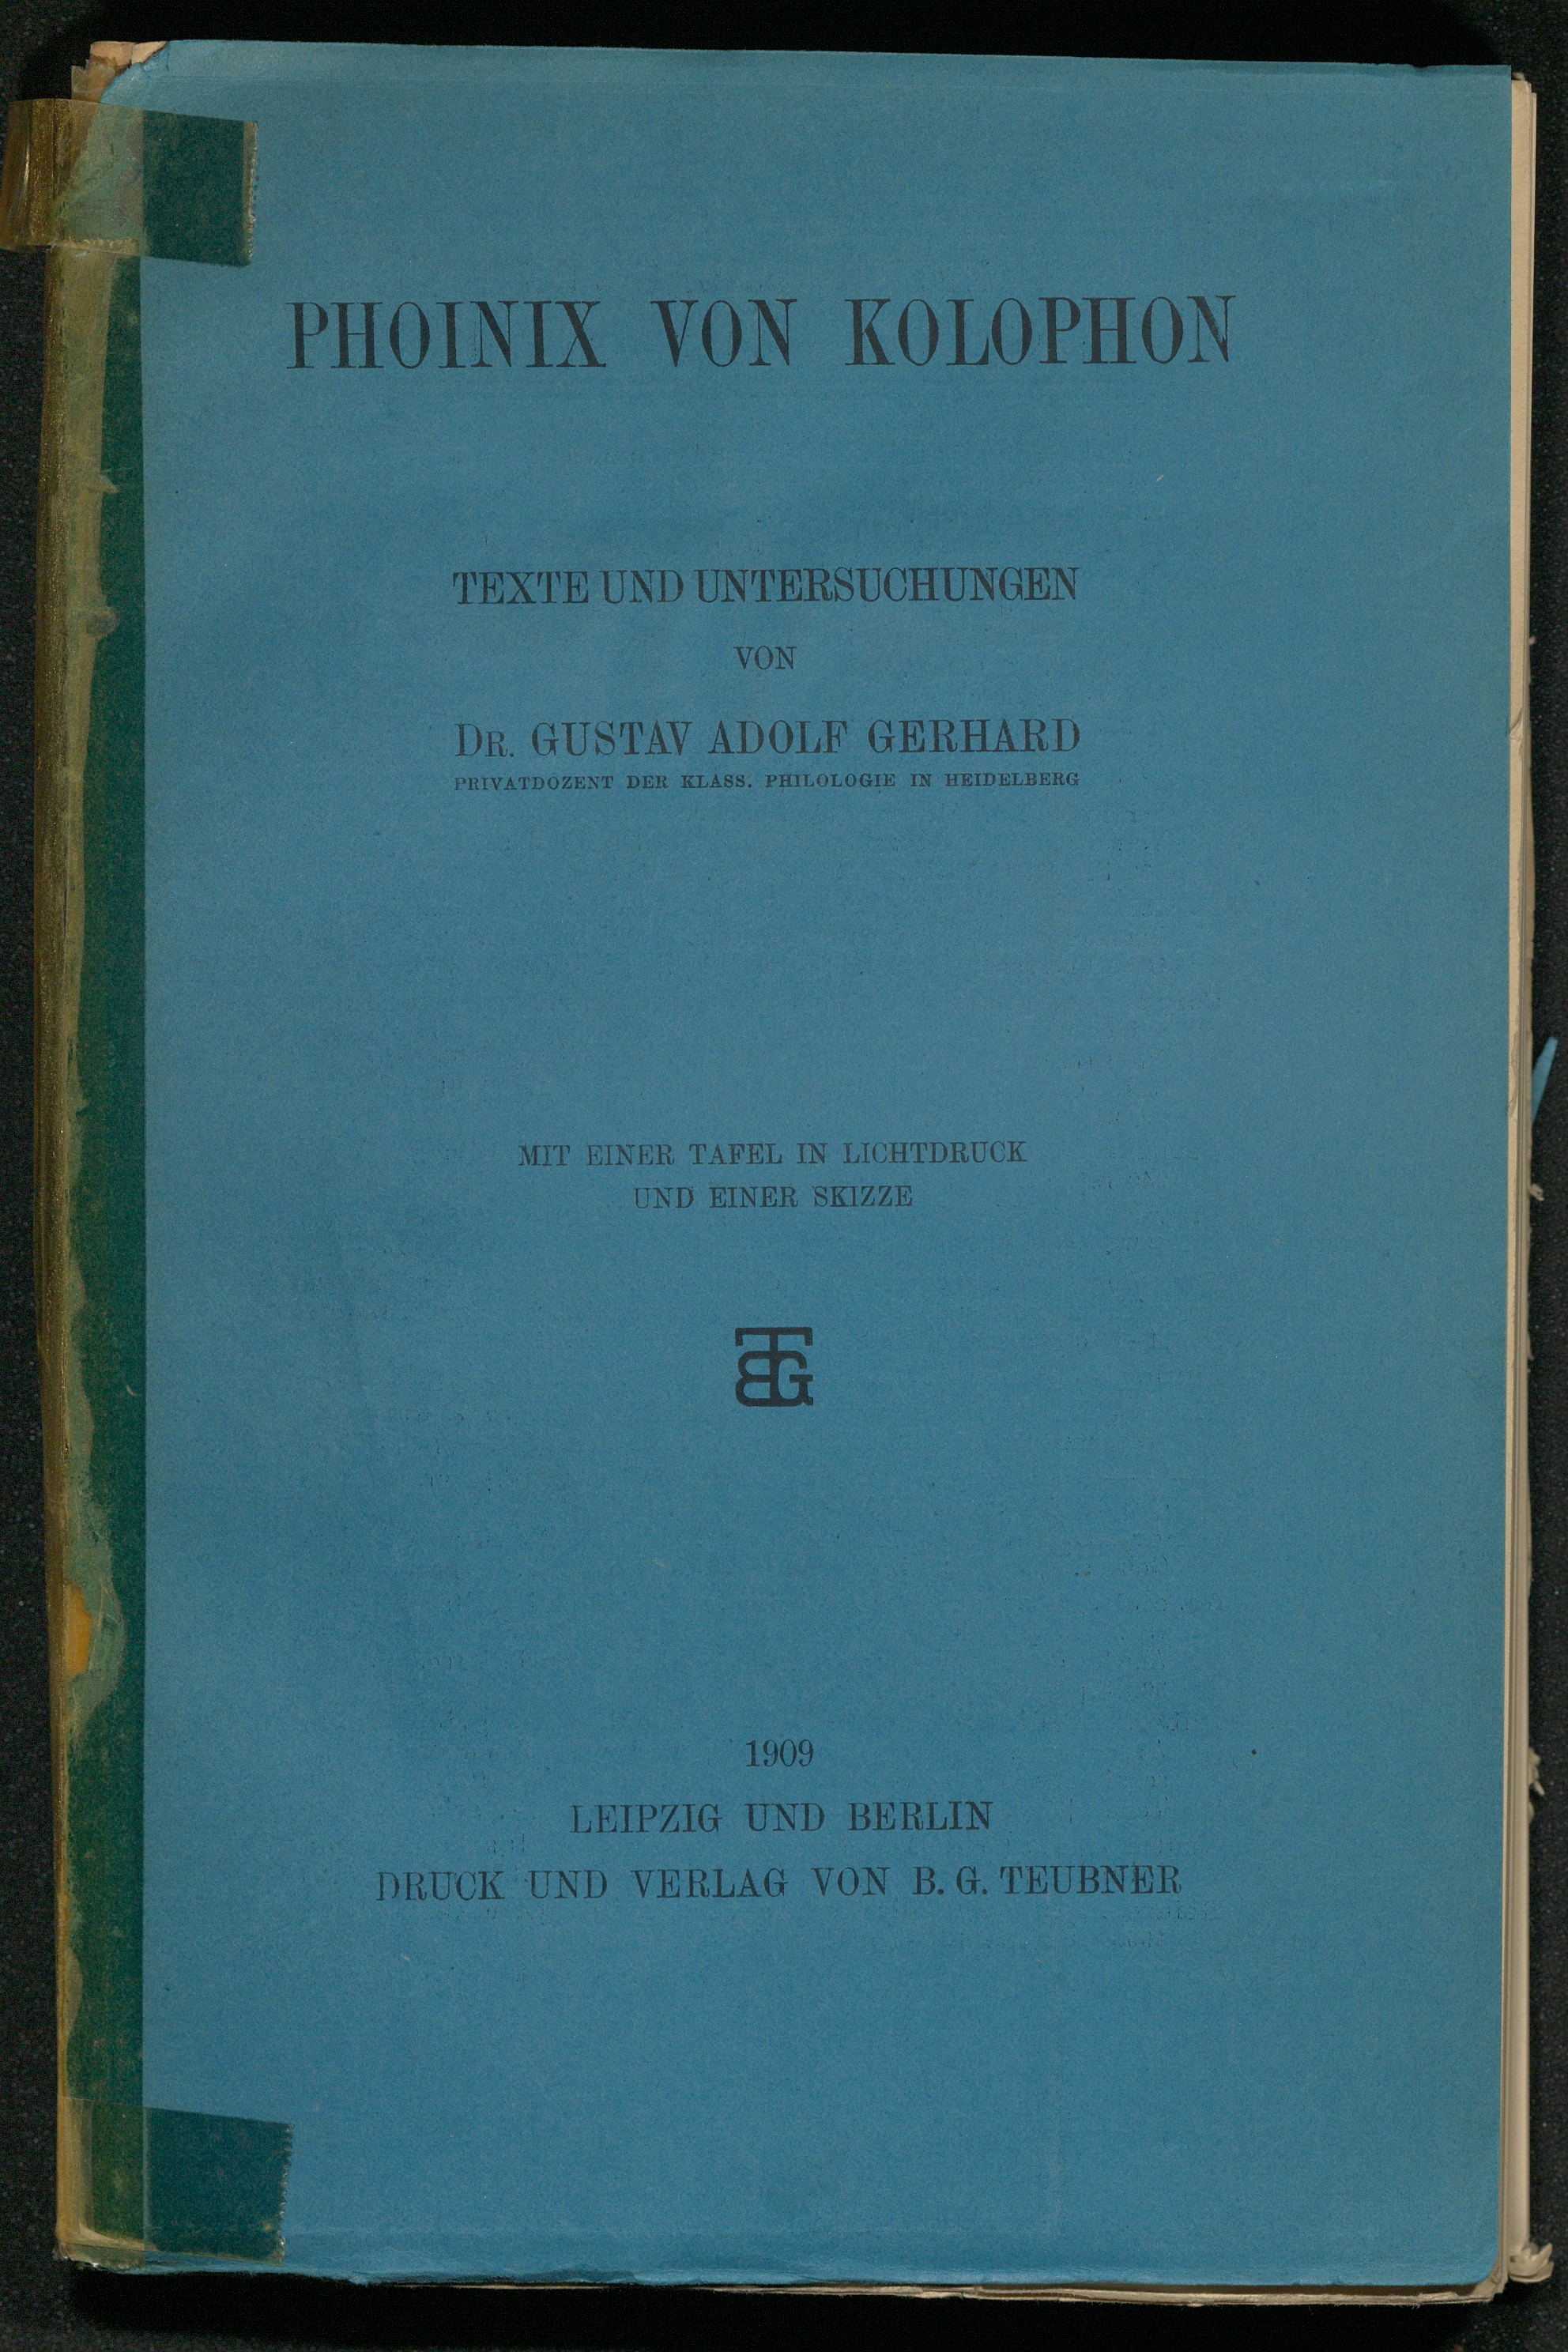 PHOINIX VON KOLOPHON
TEXTE UND UNTERSUCHUNGEN
VON
DR. GUSTAV ADOLF GERHARD
PRIVATDOZENT DER KLASS. PHILOLOGIE IN HEIDELBERG
MIT EINER TAFEL IN LICHTDRUCK
UND EINER SKIZZE
BTG
1909
LEIPZIG UND BERLIN
DRUCK UND VERLAG VON B. G. TEUBNER